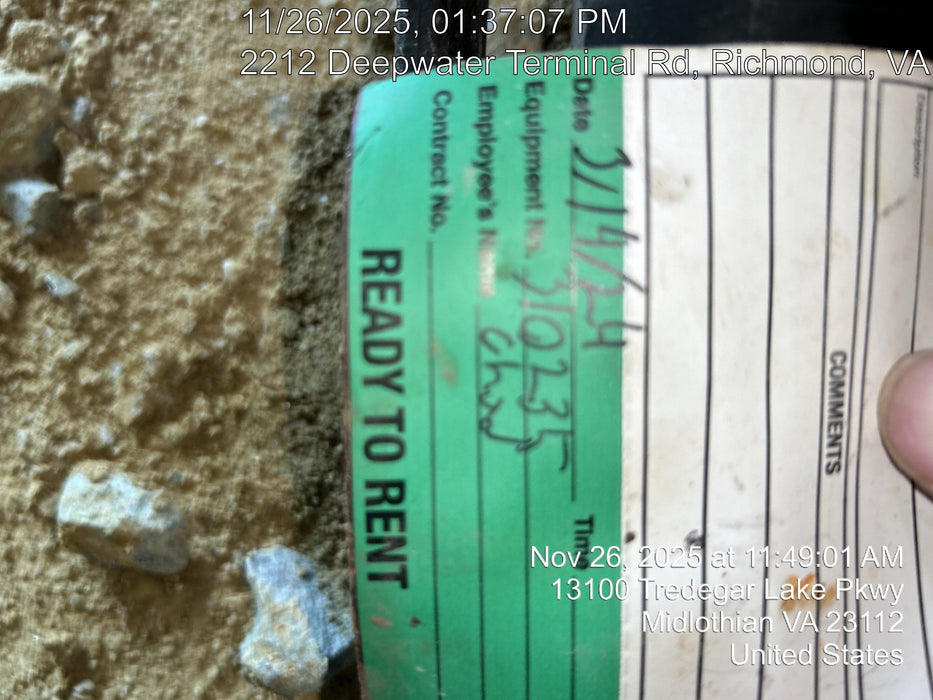 11/26/2025, 01:37:07 PM
2212 Deepwater Terminal Rd, Richmond, VA
Date 3/14/24 Time
Equipment No. 310235
Employee's Name Chad
Contract No.
READY TO RENT
COMMENTS
Nov 26, 2025 at 11:49:01 AM
13100 Tredegar Lake Pkwy
Midlothian VA 23112
United States